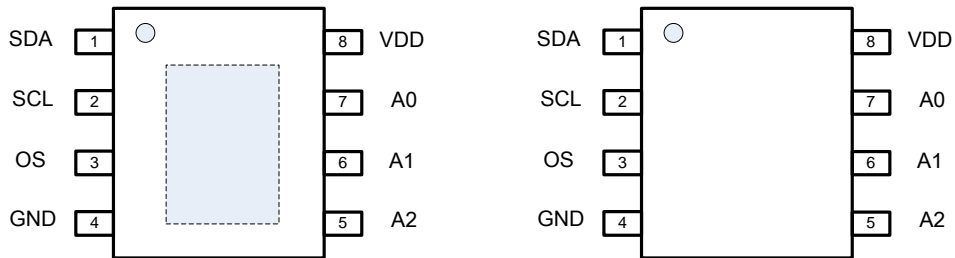 SDA 1 8 VDD
SCL 2 7 A0
OS 3 6 A1
GND 4 5 A2
SDA 1 8 VDD
SCL 2 7 A0
OS 3 6 A1
GND 4 5 A2